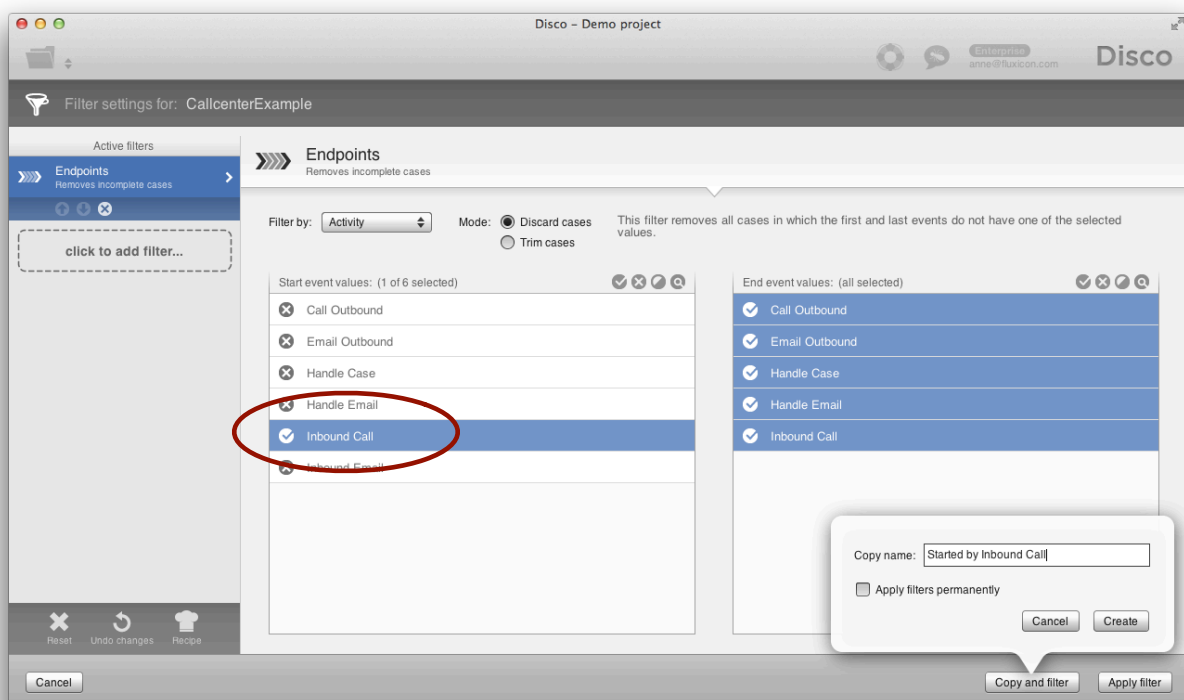 Disco – Demo project
Enterprise
anne@fluxicon.com
Disco
Filter settings for: CallcenterExample
Active filters
Endpoints
Removes incomplete cases
click to add filter...
Endpoints
Removes incomplete cases
Filter by: Activity
Mode: Discard cases
Trim cases
This filter removes all cases in which the first and last events do not have one of the selected
values.
Start event values: (1 of 6 selected)
Call Outbound
Email Outbound
Handle Case
Handle Email
Inbound Call
Inbound Email
End event values: (all selected)
Call Outbound
Email Outbound
Handle Case
Handle Email
Inbound Call
Copy name: Started by Inbound Call
Apply filters permanently
Cancel
Create
Reset
Undo changes
Recipe
Cancel
Copy and filter
Apply filter